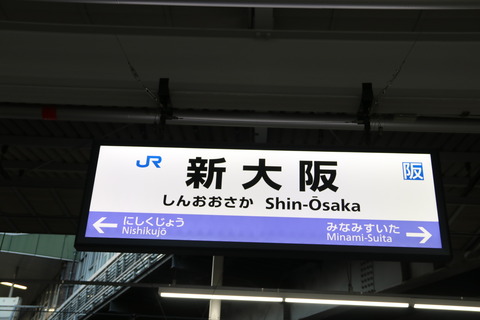 JR 新大阪 阪
しんおおさか Shin-Ōsaka
← にしくじょう みなみすいた →
Nishikujō Minami-Suita